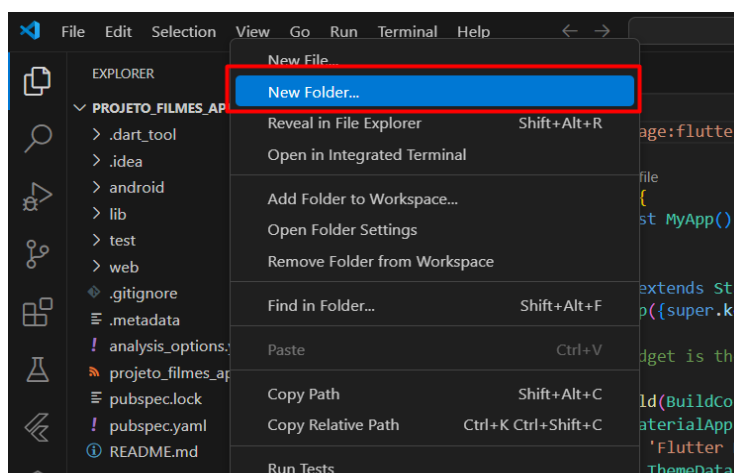 File Edit Selection View Go Run Terminal Help
EXPLORER
PROJETO_FILMES_AP
.dart_tool
.idea
android
lib
test
web
.gitignore
.metadata
analysis_options.
projeto_filmes_ap
pubspec.lock
pubspec.yaml
README.md
New File...
New Folder...
Reveal in File Explorer Shift+Alt+R
Open in Integrated Terminal
Add Folder to Workspace...
Open Folder Settings
Remove Folder from Workspace
Find in Folder... Shift+Alt+F
Paste Ctrl+V
Copy Path Shift+Alt+C
Copy Relative Path Ctrl+K Ctrl+Shift+C
Run Tests
age:flutte
file
{
st MyApp()
extends St
p({super.k
dget is th
ld(BuildCo
aterialApp
'Flutter
ThemeData